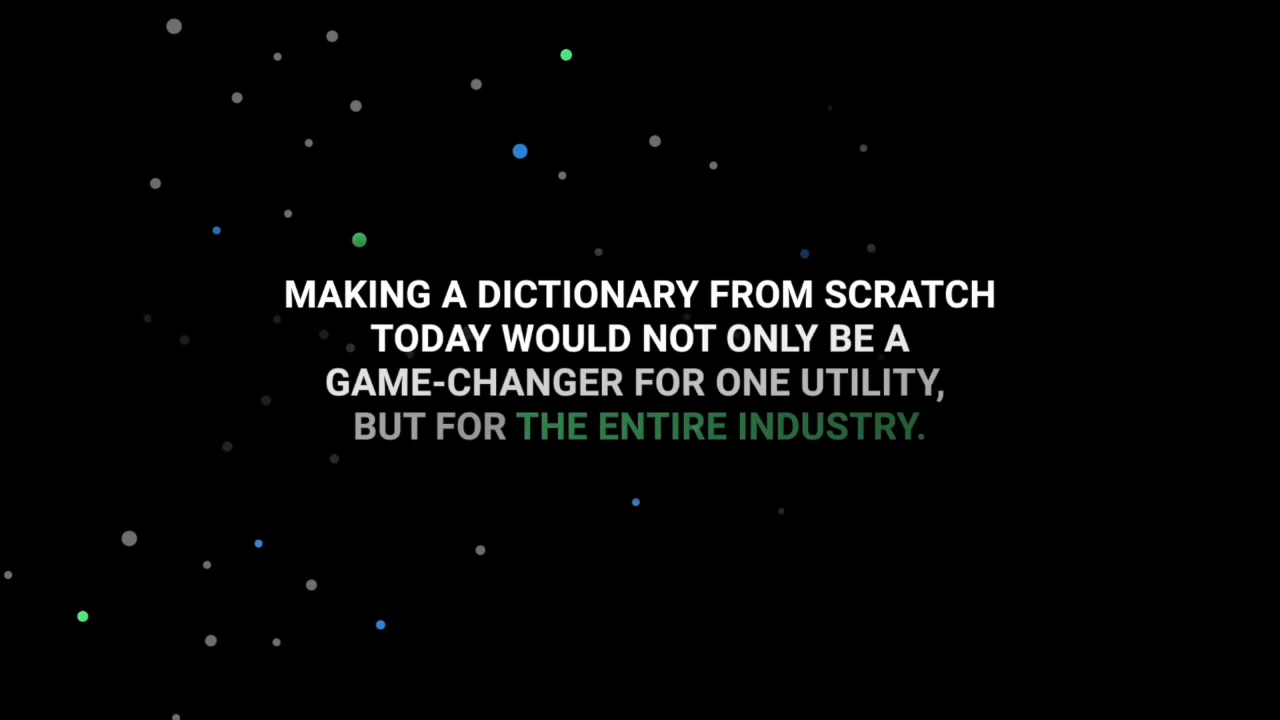 MAKING A DICTIONARY FROM SCRATCH
TODAY WOULD NOT ONLY BE A
GAME-CHANGER FOR ONE UTILITY,
BUT FOR THE ENTIRE INDUSTRY.